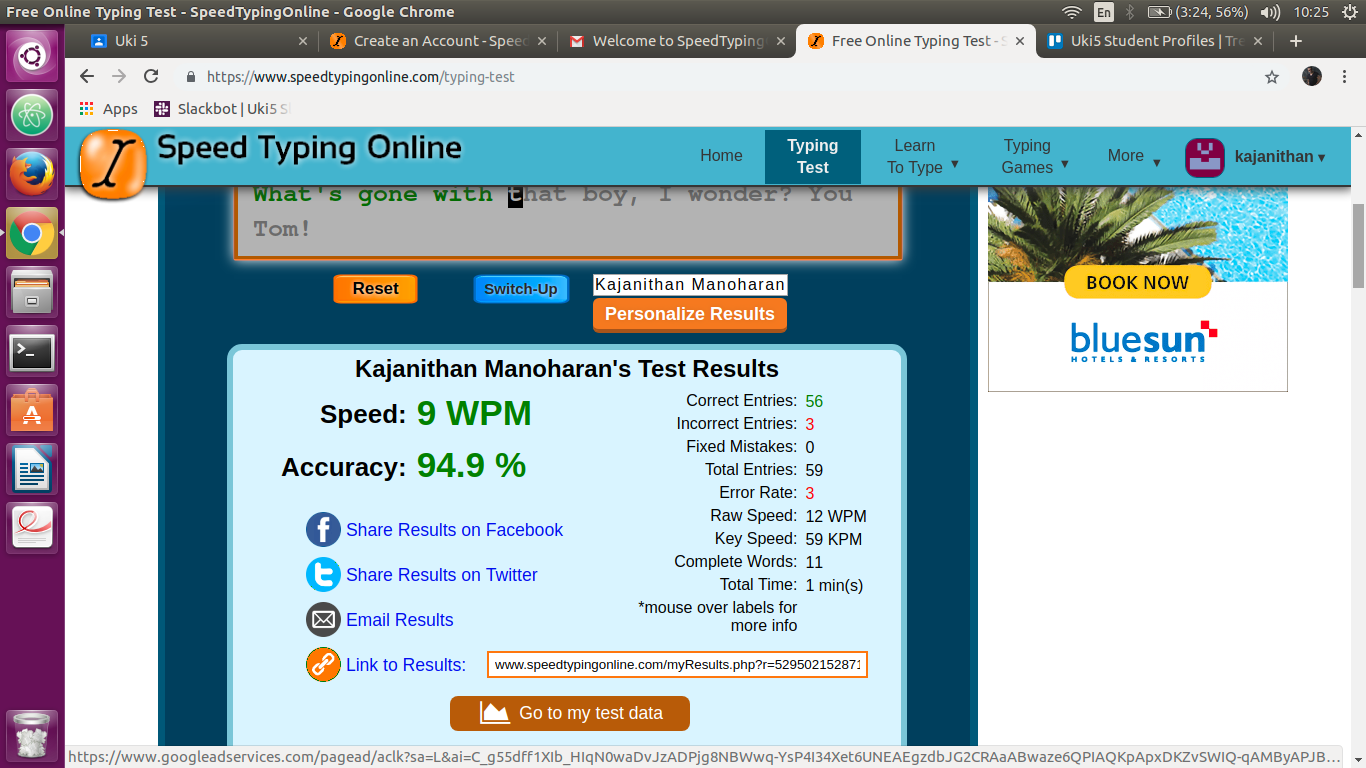 Free Online Typing Test - SpeedTypingOnline - Google Chrome
En
(3:24, 56%)
10:25
Uki 5
Create an Account - Speed
Welcome to SpeedTyping
Free Online Typing Test - S
Uki5 Student Profiles | Tre
https://www.speedtypingonline.com/typing-test
Apps
Slackbot | Uki5 S
Speed Typing Online
Home
Typing
Test
Learn
To Type
Typing
Games
More
kajanithan
What's gone with that boy, I wonder? You
Tom!
Reset
Switch-Up
Kajanithan Manoharan
Personalize Results
BOOK NOW
bluesun
HOTELS & RESORTS
Kajanithan Manoharan's Test Results
Speed: 9 WPM
Accuracy: 94.9 %
Correct Entries: 56
Incorrect Entries: 3
Fixed Mistakes: 0
Total Entries: 59
Error Rate: 3
Raw Speed: 12 WPM
Key Speed: 59 KPM
Complete Words: 11
Total Time: 1 min(s)
*mouse over labels for
more info
Share Results on Facebook
Share Results on Twitter
Email Results
Link to Results: www.speedtypingonline.com/myResults.php?r=529502152871
Go to my test data
https://www.googleadservices.com/pagead/aclk?sa=L&ai=C_g55dff1XIb_HIqN0waDvJzADPjg8NBWwq-YsP4I34Xet6UNEAEgzdbJG2CRAaABwaze6QPIAQKpApxDKZvSWIQ-qAMByAPJB...